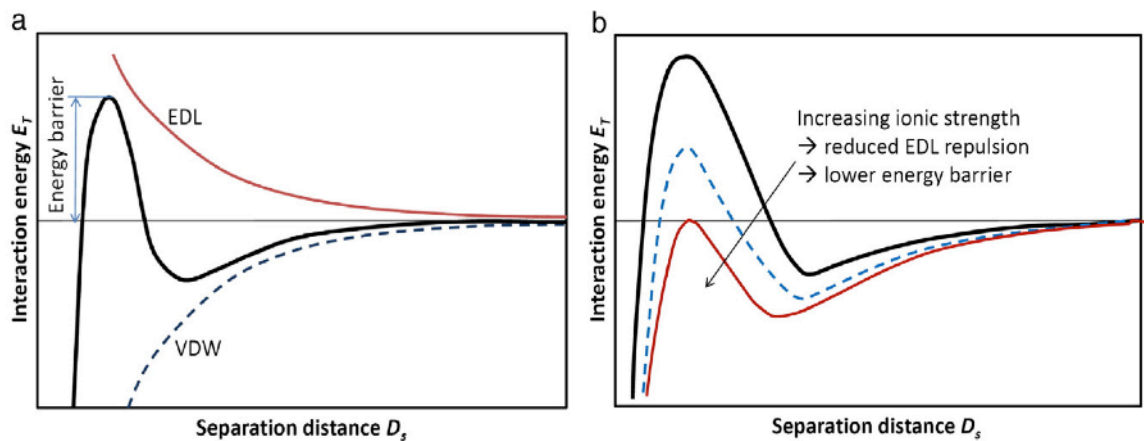 a
Interaction energy E_T
Energy barrier
EDL
VDW
Separation distance D_s
b
Interaction energy E_T
Increasing ionic strength
→ reduced EDL repulsion
→ lower energy barrier
Separation distance D_s